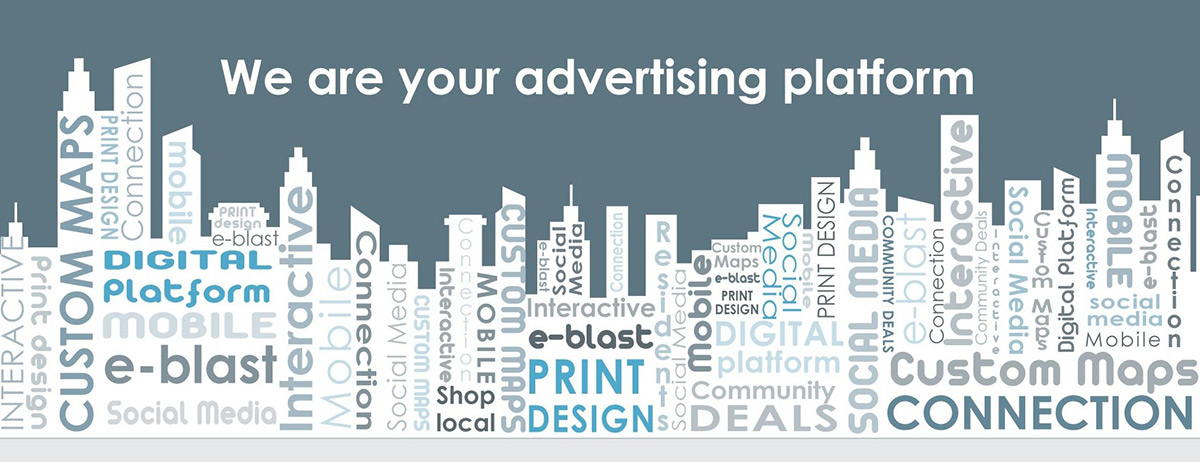 We are your advertising platform
INTERACTIVE
Print design
CUSTOM MAPS
PRINT DESIGN
Connection
mobile
PRINT
design
e-blast
DIGITAL
Platform
MOBILE
e-blast
Social Media
Interactive
Mobile
Connection
Social Media
CUSTOM MAPS
Interactive
Connection
MOBILE
Shop
local
CUSTOM MAPS
e-blast
Social
Media
Connection
Interactive
e-blast
PRINT
DESIGN
Residents
Social Media
Mobile
Custom
Maps
e-blast
PRINT
DESIGN
Social
Media
mobile
PRINT DESIGN
DIGITAL
platform
Community
DEALS
SOCIAL MEDIA
COMMUNITY DEALS
e-blast
Connection
Interactive
Community Deals
Interactive
Social Media
Custom Maps
Digital Platform
Interactive
MOBILE
e-blast
Connection
social
media
Mobile
Custom Maps
CONNECTION